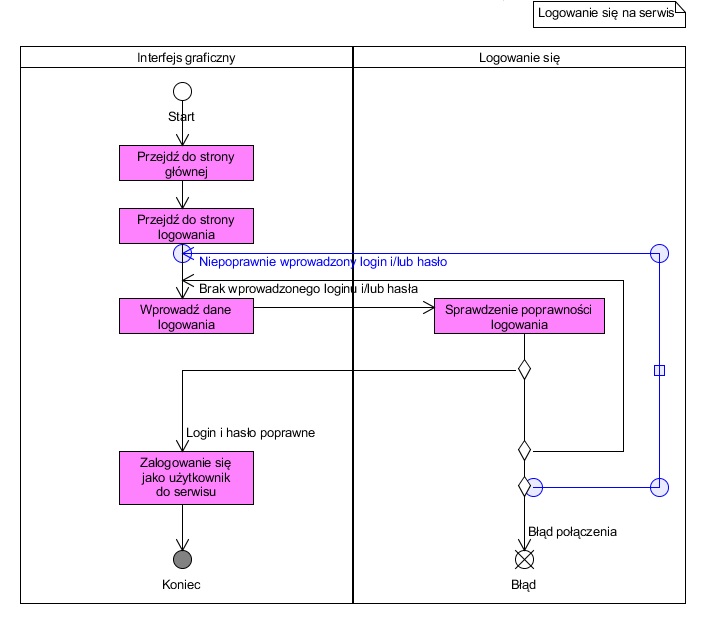 Logowanie się na serwis
Interfejs graficzny
Logowanie się
Start
Przejdź do strony
głównej
Przejdź do strony
logowania
Niepoprawnie wprowadzony login i/lub hasło
Brak wprowadzonego loginu i/lub hasła
Wprowadź dane
logowania
Sprawdzenie poprawności
logowania
Login i hasło poprawne
Zalogowanie się
jako użytkownik
do serwisu
Błąd połączenia
Koniec
Błąd